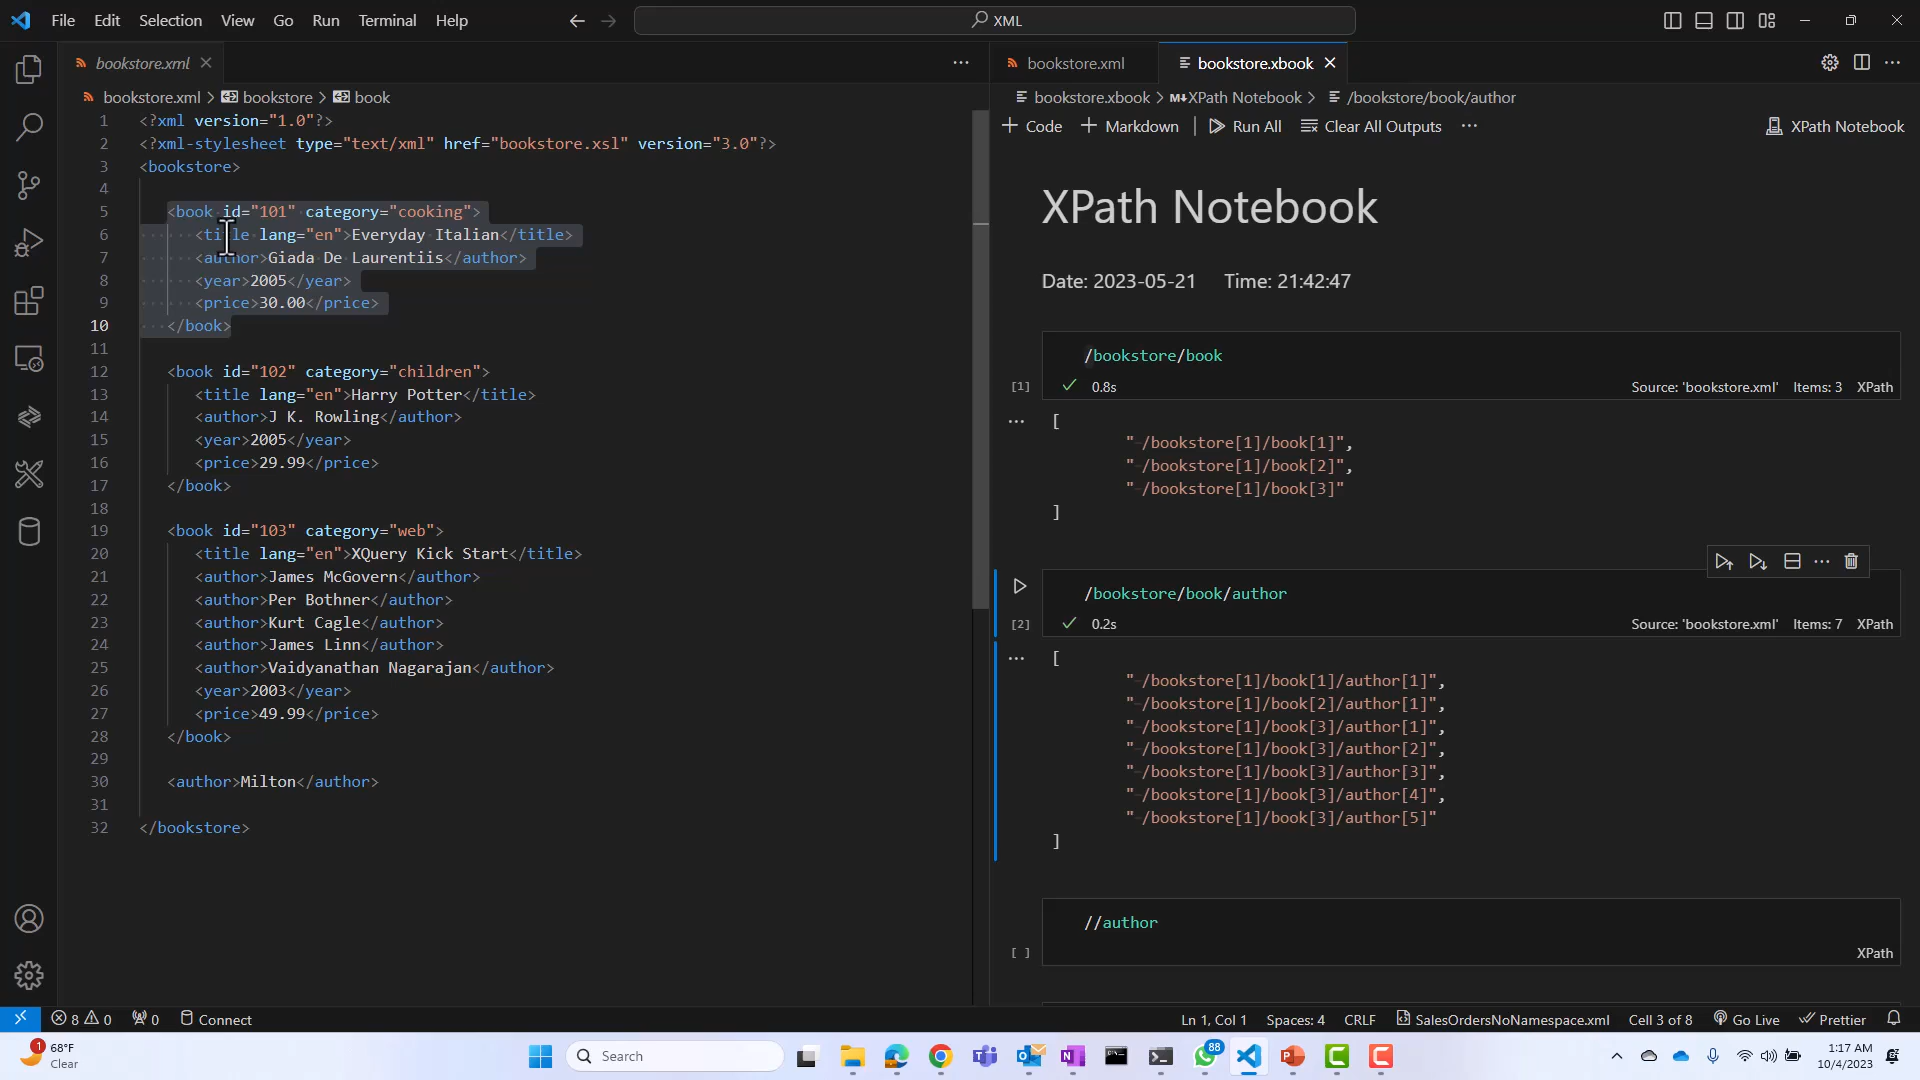 File Edit Selection View Go Run Terminal Help
XML
bookstore.xml
bookstore.xml > bookstore > book
1 <?xml version="1.0"?>
2 <?xml-stylesheet type="text/xml" href="bookstore.xsl" version="3.0"?>
3 <bookstore>
4
5 <book id="101" category="cooking">
6 <title lang="en">Everyday Italian</title>
7 <author>Giada De Laurentiis</author>
8 <year>2005</year>
9 <price>30.00</price>
10 </book>
11
12 <book id="102" category="children">
13 <title lang="en">Harry Potter</title>
14 <author>J K. Rowling</author>
15 <year>2005</year>
16 <price>29.99</price>
17 </book>
18
19 <book id="103" category="web">
20 <title lang="en">XQuery Kick Start</title>
21 <author>James McGovern</author>
22 <author>Per Bothner</author>
23 <author>Kurt Cagle</author>
24 <author>James Linn</author>
25 <author>Vaidyanathan Nagarajan</author>
26 <year>2003</year>
27 <price>49.99</price>
28 </book>
29
30 <author>Milton</author>
31
32 </bookstore>
bookstore.xml bookstore.xbook
bookstore.xbook > XPath Notebook > /bookstore/book/author
Code Markdown Run All Clear All Outputs ... XPath Notebook
XPath Notebook
Date: 2023-05-21 Time: 21:42:47
/bookstore/book
[1] 0.8s Source: 'bookstore.xml' Items: 3 XPath
[
" /bookstore[1]/book[1]",
" /bookstore[1]/book[2]",
" /bookstore[1]/book[3]"
]
/bookstore/book/author
[2] 0.2s Source: 'bookstore.xml' Items: 7 XPath
[
" /bookstore[1]/book[1]/author[1]",
" /bookstore[1]/book[2]/author[1]",
" /bookstore[1]/book[3]/author[1]",
" /bookstore[1]/book[3]/author[2]",
" /bookstore[1]/book[3]/author[3]",
" /bookstore[1]/book[3]/author[4]",
" /bookstore[1]/book[3]/author[5]"
]
//author
[ ] XPath
8 0 0 Connect Ln 1, Col 1 Spaces: 4 CRLF SalesOrdersNoNamespace.xml Cell 3 of 8 Go Live Prettier
1 68°F
Clear
Search
88
1:17 AM
10/4/2023